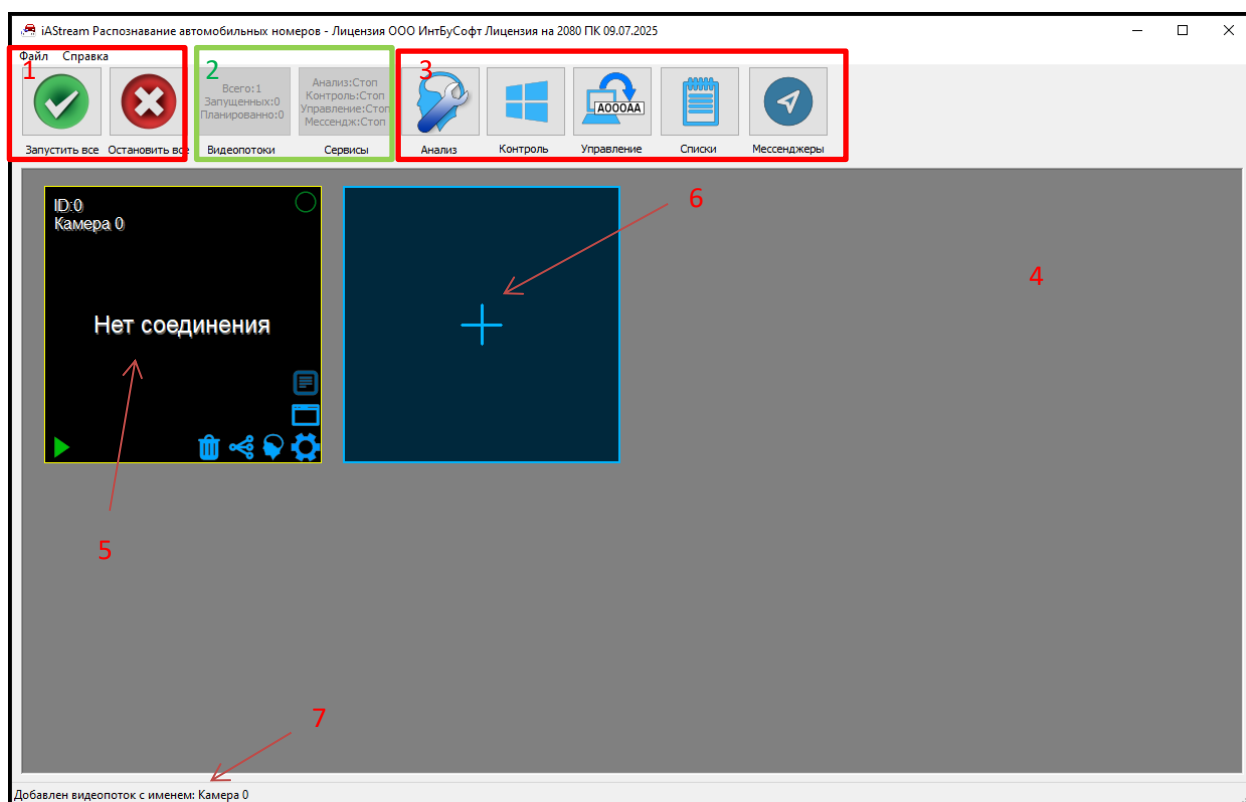 iAStream Распознавание автомобильных номеров - Лицензия ООО ИнтБуСофт Лицензия на 2080 ПК 09.07.2025
Файл Справка
1
2
3
Всего:1
Запущенных:0
Планированно:0
Анализ:Стоп
Контроль:Стоп
Управление:Стоп
Мессендж:Стоп
A000AA
Запустить все Остановить все Видеопотоки Сервисы Анализ Контроль Управление Списки Мессенджеры
ID:0
Камера 0
Нет соединения
6
4
5
7
Добавлен видеопоток с именем: Камера 0